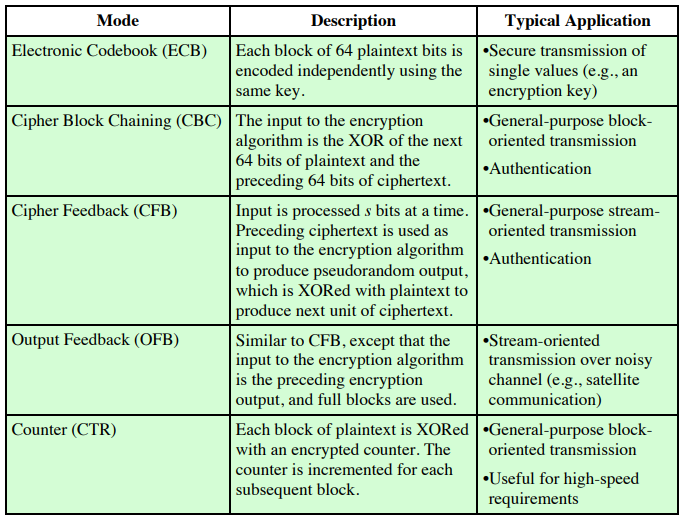 Mode Description Typical Application
Electronic Codebook (ECB)
Each block of 64 plaintext bits is
encoded independently using the
same key.
•Secure transmission of
single values (e.g., an
encryption key)
Cipher Block Chaining (CBC)
The input to the encryption
algorithm is the XOR of the next
64 bits of plaintext and the
preceding 64 bits of ciphertext.
•General-purpose block-
oriented transmission
•Authentication
Cipher Feedback (CFB)
Input is processed s bits at a time.
Preceding ciphertext is used as
input to the encryption algorithm
to produce pseudorandom output,
which is XORed with plaintext to
produce next unit of ciphertext.
•General-purpose stream-
oriented transmission
•Authentication
Output Feedback (OFB)
Similar to CFB, except that the
input to the encryption algorithm
is the preceding encryption
output, and full blocks are used.
•Stream-oriented
transmission over noisy
channel (e.g., satellite
communication)
Counter (CTR)
Each block of plaintext is XORed
with an encrypted counter. The
counter is incremented for each
subsequent block.
•General-purpose block-
oriented transmission
•Useful for high-speed
requirements